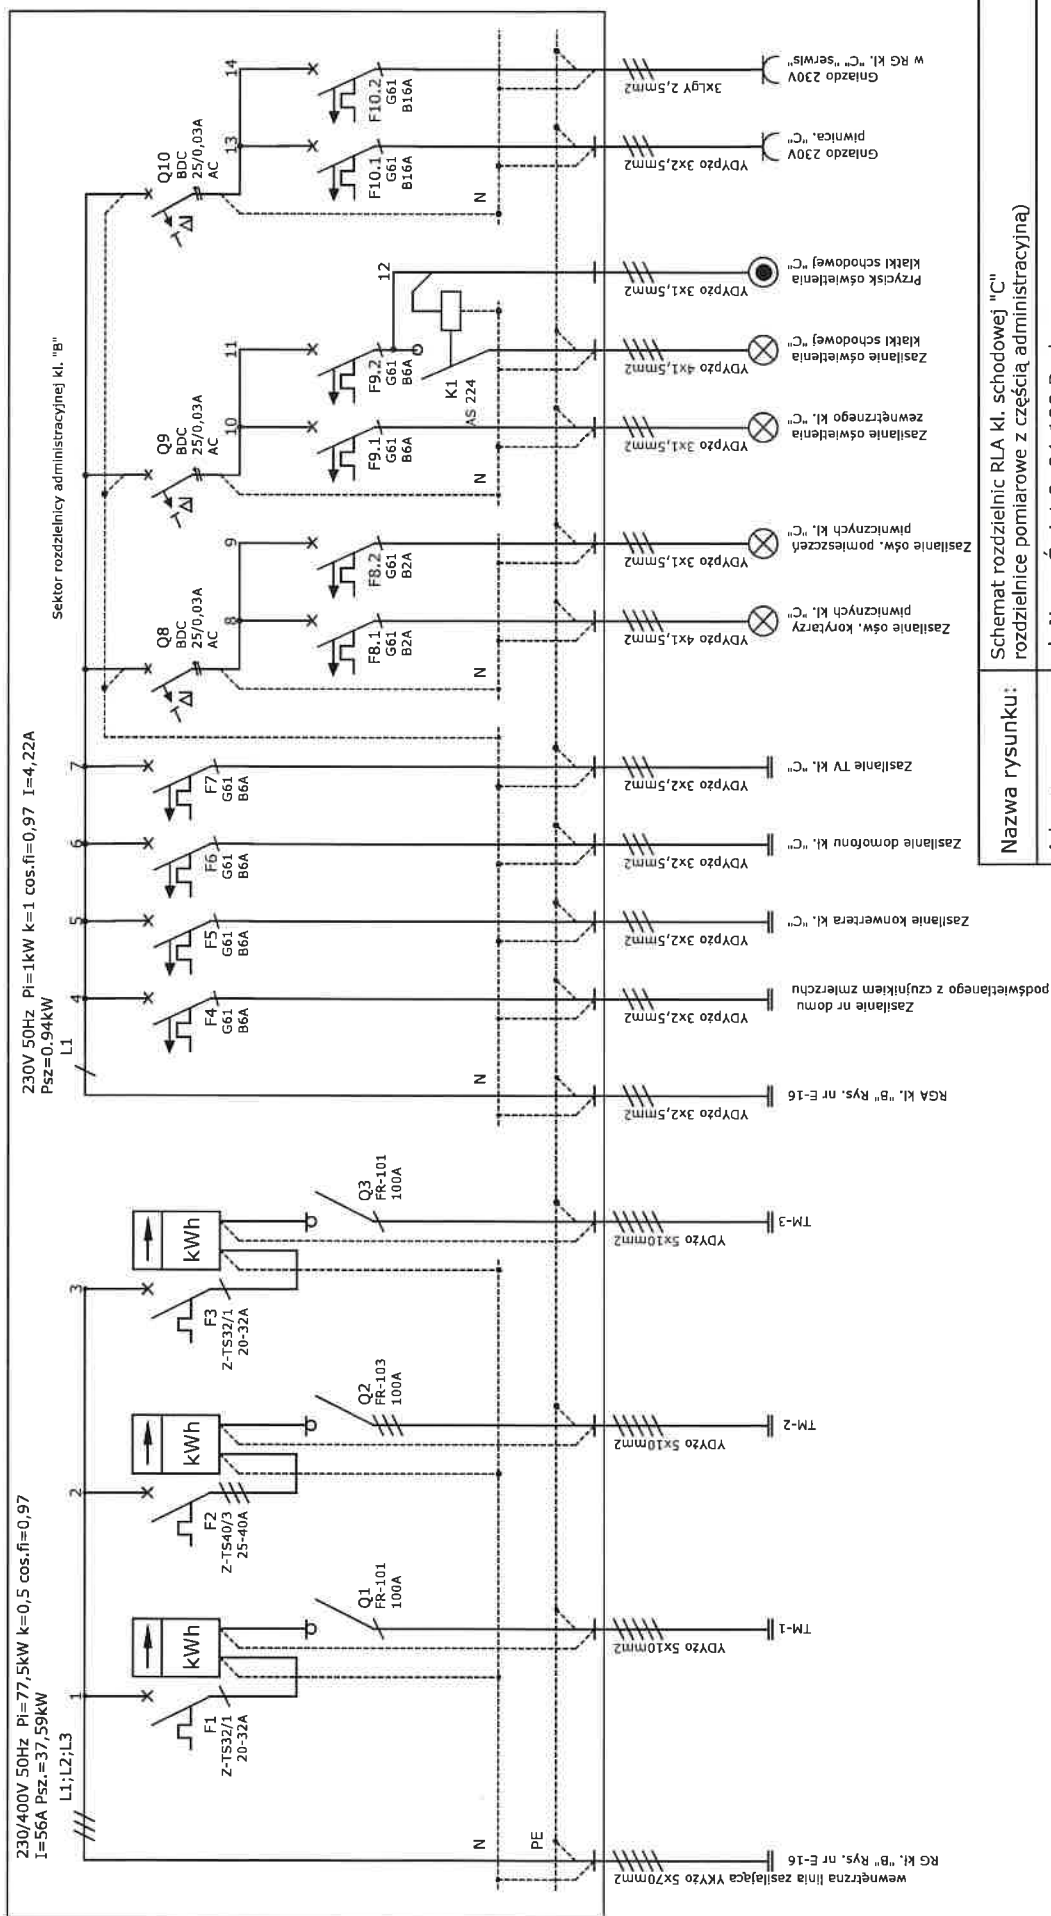 230/400V 50Hz Pi=77,5kW k=0,5 cos.fi=0,97
I=56A Psz.=37,59kW
L1;L2;L3
230V 50Hz Pi=1kW k=1 cos.fi=0,97 I=4,22A
Psz=0.94kW
L1
Sektor rozdzielnicy administracyjnej kl. "B"
1
2
3
4
5
6
7
8
9
10
11
12
13
14
F1
Z-TS32/1
20-32A
kWh
Q1
FR-101
100A
F2
Z-TS40/3
25-40A
kWh
Q2
FR-103
100A
F3
Z-TS32/1
20-32A
kWh
Q3
FR-101
100A
F4
G61
B6A
F5
G61
B6A
F6
G61
B6A
F7
G61
B6A
Q8
BDC
25/0,03A
AC
F8.1
G61
B2A
F8.2
G61
B2A
Q9
BDC
25/0,03A
AC
F9.1
G61
B6A
F9.2
G61
B6A
K1
AS 224
Q10
BDC
25/0,03A
AC
F10.1
G61
B16A
F10.2
G61
B16A
N
PE
N
N
N
N
wewnętrzna linia zasilająca YKYżo 5x70mm2
RG kl. "B" Rys. nr E-16
YDYżo 5x10mm2
TM-1
YDYżo 5x10mm2
TM-2
YDYżo 5x10mm2
TM-3
YDYpżo 3x2,5mm2
RGA kl. "B" Rys. nr E-16
YDYpżo 3x2,5mm2
Zasilanie nr domu
podświetlanego z czujnikiem zmierzchu
YDYpżo 3x2,5mm2
Zasilanie konwertera kl. "C"
YDYpżo 3x2,5mm2
Zasilanie domofonu kl. "C"
YDYpżo 3x2,5mm2
Zasilanie TV kl. "C"
YDYpżo 4x1,5mm2
Zasilanie ośw. korytarzy
piwnicznych kl. "C"
YDYpżo 3x1,5mm2
Zasilanie ośw. pomieszczeń
piwnicznych kl. "C"
YDYpżo 3x1,5mm2
Zasilanie oświetlenia
zewnętrznego kl. "C"
YDYpżo 4x1,5mm2
Zasilanie oświetlenia
klatki schodowej "C"
YDYpżo 3x1,5mm2
Przycisk oświetlenia
klatki schodowej "C"
YDYpżo 3x2,5mm2
Gniazdo 230V
piwnica. "C"
3xLgY 2,5mm2
Gniazdo 230V
w RG kl. "C" "serwis"
Nazwa rysunku:
Schemat rozdzielnic RLA kl. schodowej "C"
rozdzielnice pomiarowe z częścią administracyjną)